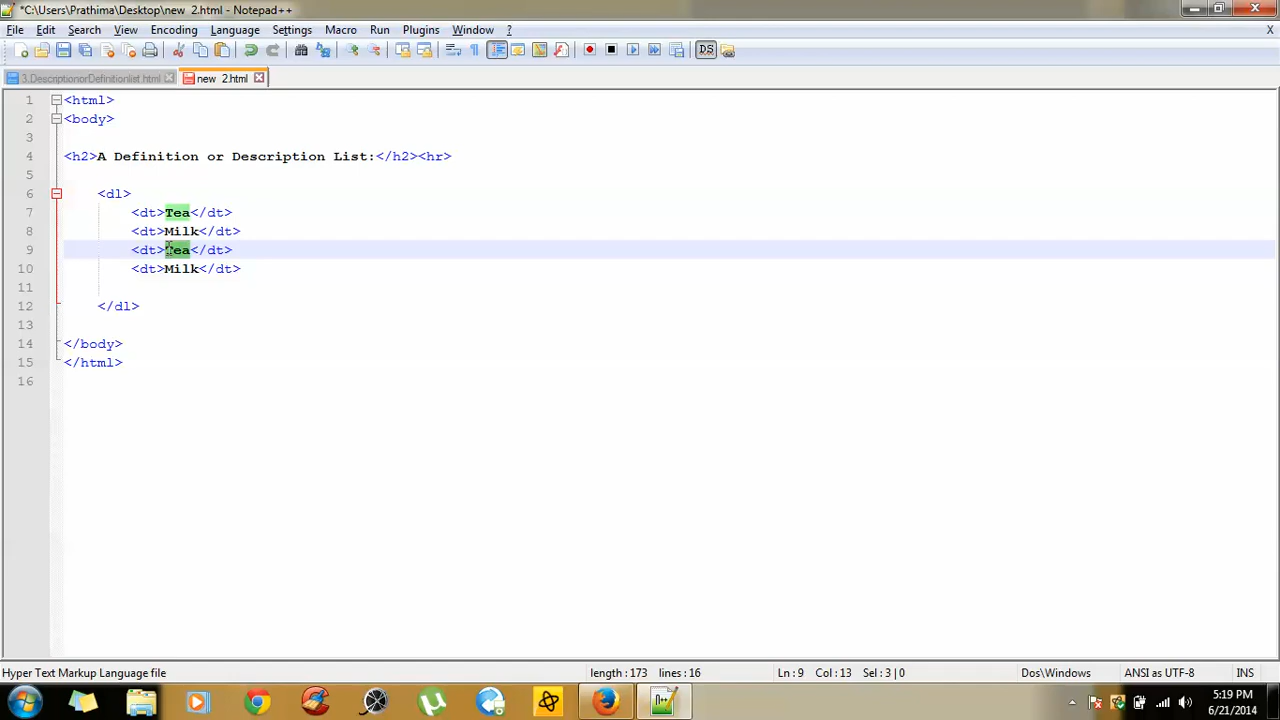 *C:\Users\Prathima\Desktop\new 2.html - Notepad++
File Edit Search View Encoding Language Settings Macro Run Plugins Window ? X
3.DescriptionorDefinitionlist.html new 2.html
1 <html>
2 <body>
3
4 <h2>A Definition or Description List:</h2><hr>
5
6 <dl>
7 <dt>Tea</dt>
8 <dt>Milk</dt>
9 <dt>Tea</dt>
10 <dt>Milk</dt>
11
12 </dl>
13
14 </body>
15 </html>
16
Hyper Text Markup Language file length : 173 lines : 16 Ln : 9 Col : 13 Sel : 3 | 0 Dos\Windows ANSI as UTF-8 INS
5:19 PM
6/21/2014